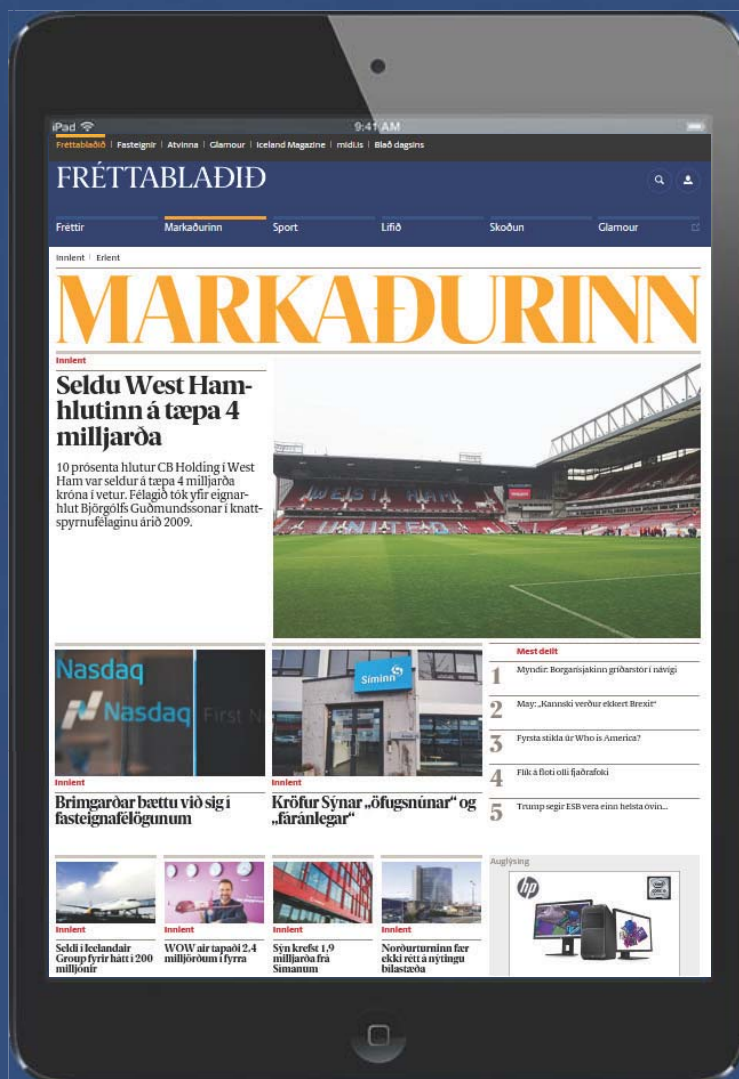 iPad
9:41 AM
Fréttablaðið | Fasteignir | Atvinna | Glamour | Iceland Magazine | midi.is | Blað dagsins
FRÉTTABLAÐIÐ
Fréttir Markaðurinn Sport Lífið Skoðun Glamour
Innlent | Erlent
MARKAÐURINN
Innlent
Seldu West Ham-
hlutinn á tæpa 4
milljarða
10 prósenta hlutur CB Holding í West
Ham var seldur á tæpa 4 milljarða
króna í vetur. Félagið tók yfir eignar-
hlut Björgólfs Guðmundssonar í knatt-
spyrnufélaginu árið 2009.
WEST HAM
UNITED
Nasdaq
Nasdaq First N
Innlent
Brimgarðar bættu við sig í
fasteignafélögunum
Síminn
Innlent
Kröfur Sýnar „öfugsnúnar“ og
„fáránlegar“
Mest deilt
1 Myndir: Borgarísjakinn gríðarstór í návígi
2 May: „Kannski verður ekkert Brexit“
3 Fyrsta stikla úr Who is America?
4 Flík á floti olli fjaðrafoki
5 Trump segir ESB vera einn helsta óvin...
Innlent
Seldi í Icelandair
Group fyrir hátt í 200
milljónir
Innlent
WOW air tapaði 2,4
milljörðum í fyrra
Innlent
Sýn krefst 1,9
milljarða frá
Símanum
Innlent
Norðurturninn fær
ekki rétt á nýtingu
bílastæða
Auglýsing
hp